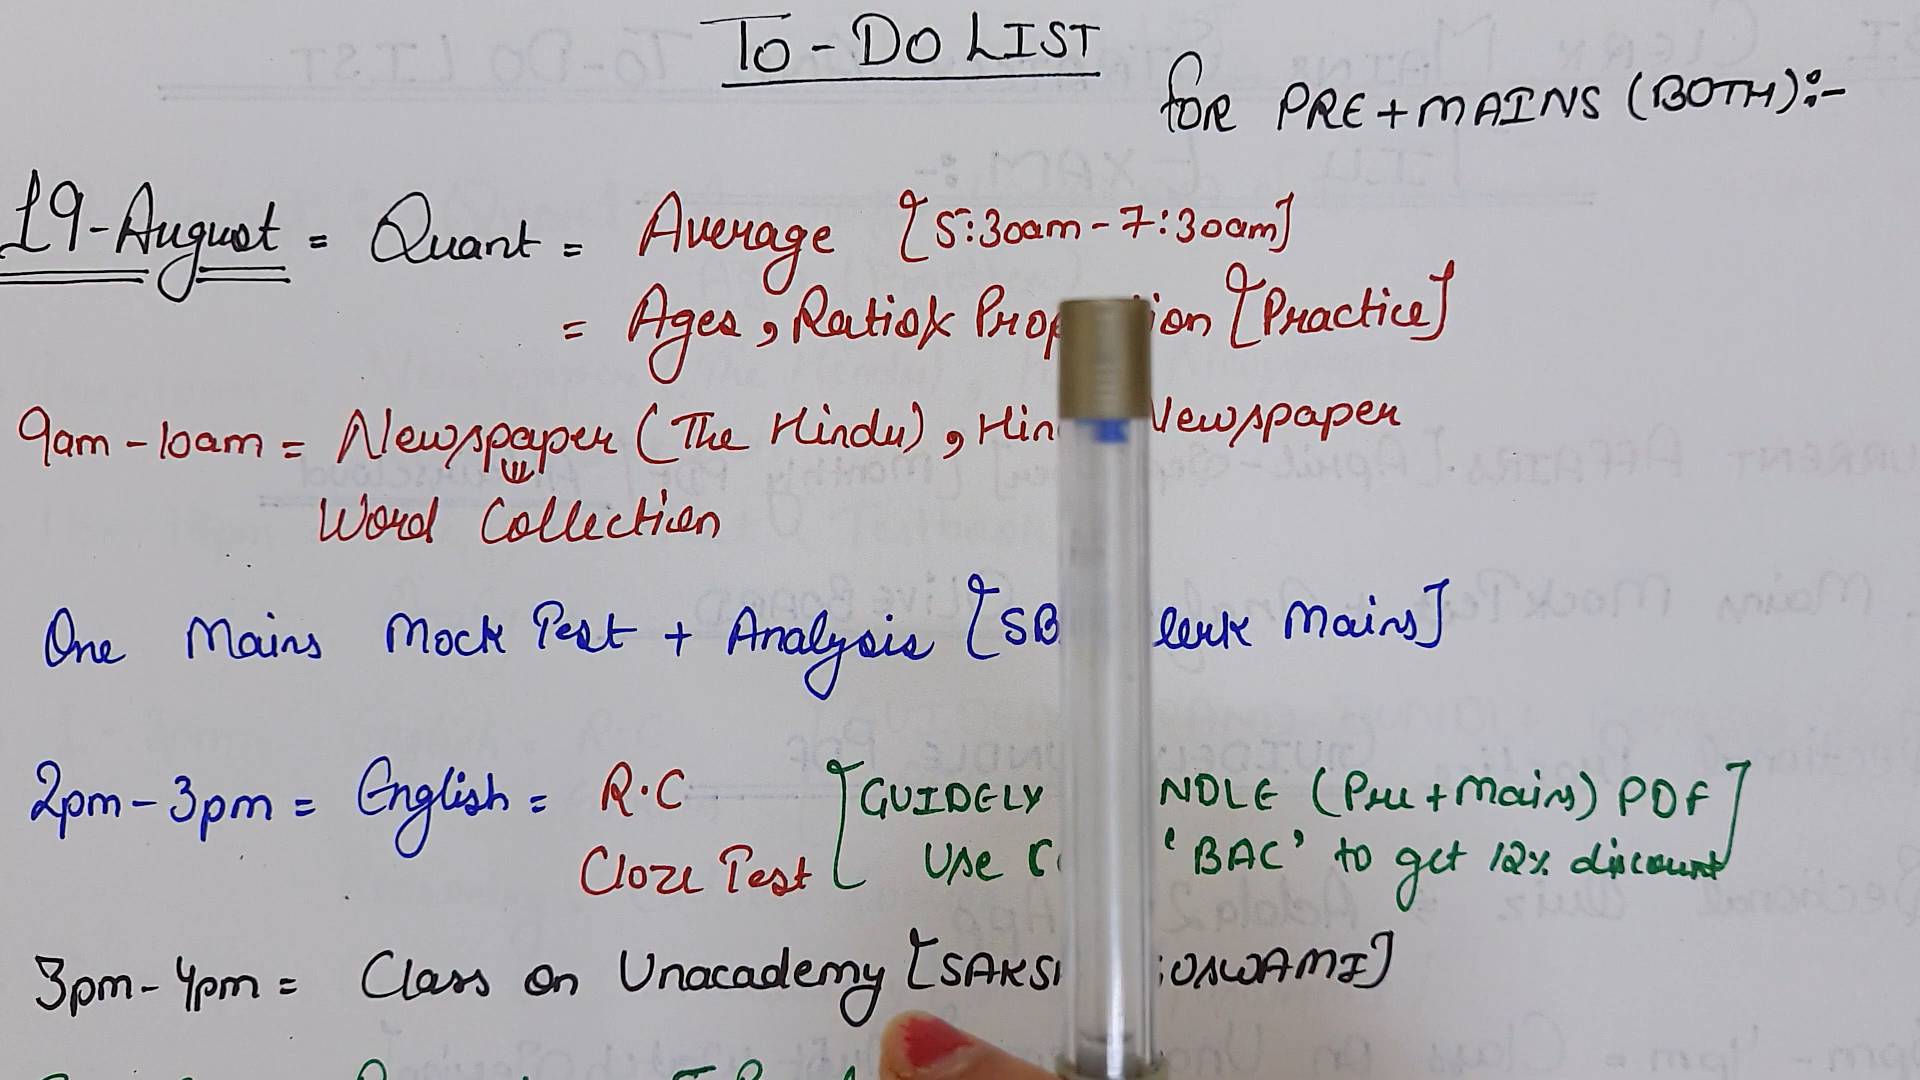 TO-DO LIST
for PRE+MAINS (BOTH):-
19-August = Quant = Average [5:30am-7:30am]
= Ages, Ratio & Prop ion [Practice]
9am-10am = Newspaper (The Hindu), Hin Newspaper
Word Collection
One Mains Mock Test + Analysis [SB lerk Mains]
2pm-3pm = English = R.C [GUIDELY NDLE (Pre+Mains) PDF]
Cloze Test Use C 'BAC' to get 12% discount
3pm-4pm = Class on Unacademy [SAKS OSWAMI]